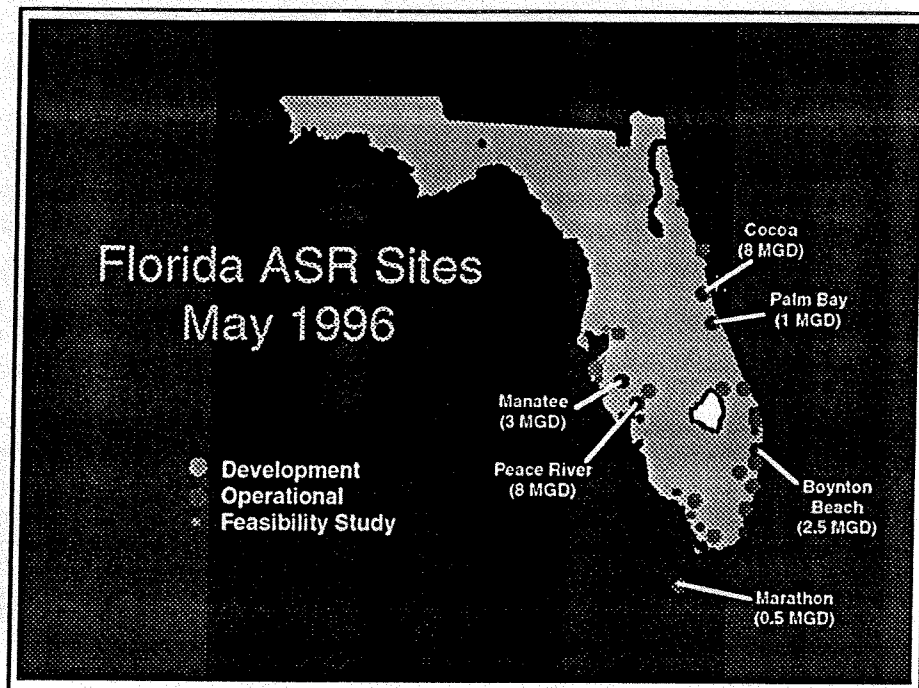 Florida ASR Sites
May 1996
Cocoa
(8 MGD)
Palm Bay
(1 MGD)
Manatee
(3 MGD)
Peace River
(8 MGD)
Boynton
Beach
(2.5 MGD)
Marathon
(0.5 MGD)
Development
Operational
Feasibility Study